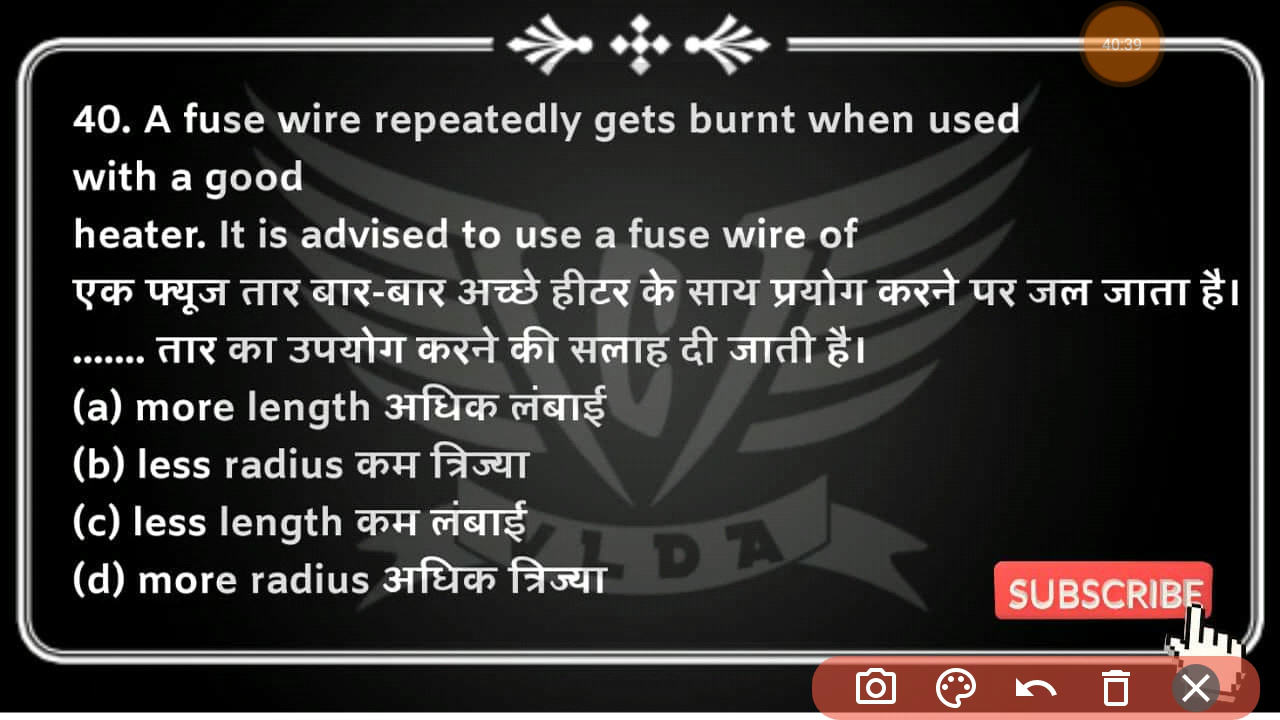 40:39
40. A fuse wire repeatedly gets burnt when used
with a good
heater. It is advised to use a fuse wire of
एक फ्यूज तार बार-बार अच्छे हीटर के साथ प्रयोग करने पर जल जाता है।
....... तार का उपयोग करने की सलाह दी जाती है।
(a) more length अधिक लंबाई
(b) less radius कम त्रिज्या
(c) less length कम लंबाई
(d) more radius अधिक त्रिज्या
SUBSCRIBE